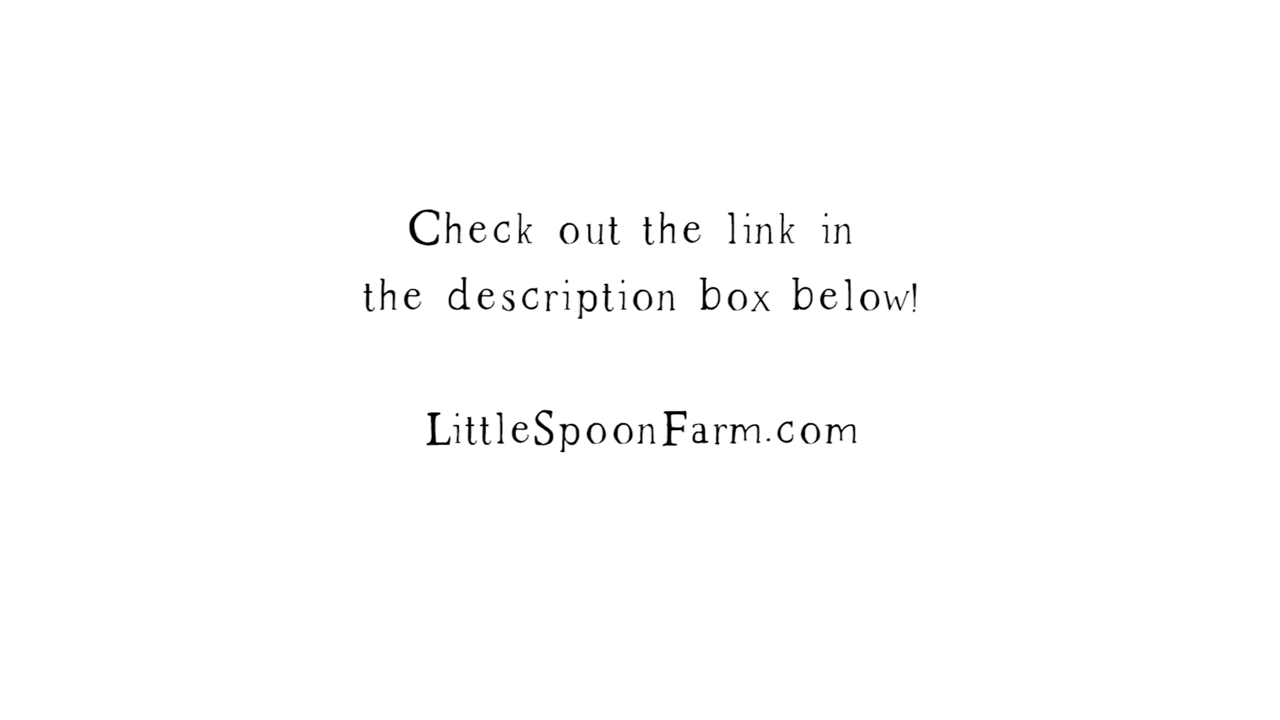 Check out the link in
the description box below!
LittleSpoonFarm.com